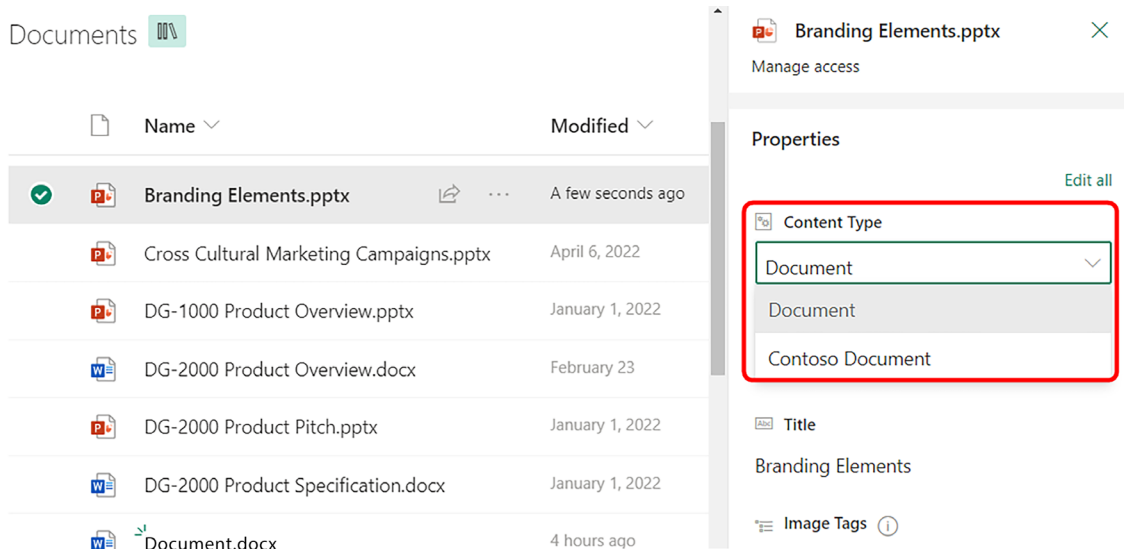 Documents
Name Modified
Branding Elements.pptx A few seconds ago
Cross Cultural Marketing Campaigns.pptx April 6, 2022
DG-1000 Product Overview.pptx January 1, 2022
DG-2000 Product Overview.docx February 23
DG-2000 Product Pitch.pptx January 1, 2022
DG-2000 Product Specification.docx January 1, 2022
Document.docx 4 hours ago
Branding Elements.pptx
Manage access
Properties
Edit all
Content Type
Document
Document
Contoso Document
Abc Title
Branding Elements
Image Tags